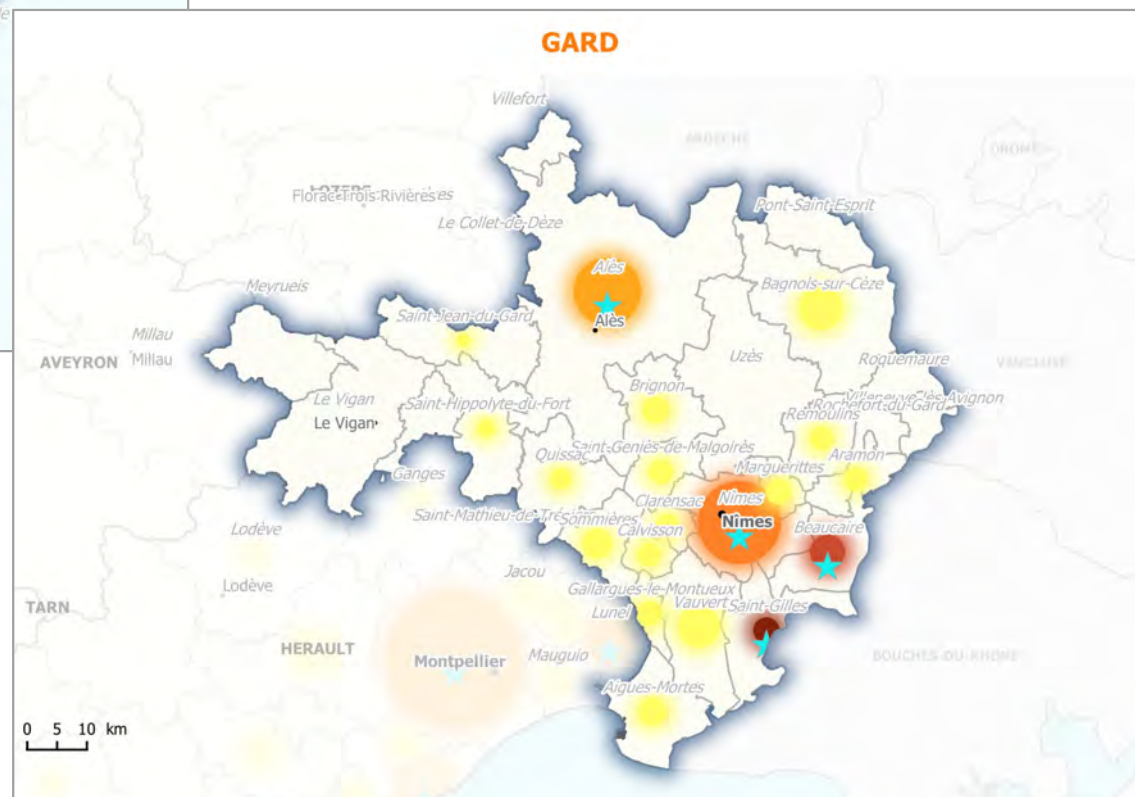 GARD
Villefort
ARDECHE
DROME
Florac-Trois-Rivières
Pont-Saint-Esprit
Le Collet-de-Dèze
Alès
Meyrueis
Bagnols-sur-Cèze
Saint-Jean-du-Gard
Alès
Millau
AVEYRON
Millau
Uzès
Roquemaure
VAUCLUSE
Brignon
Le Vigan
Saint-Hippolyte-du-Fort
Villeneuve-lès-Avignon
Rochefort-du-Gard
Remoulins
Le Vigan
Saint-Geniès-de-Malgoirès
Quissac
Aramon
Marguerittes
Ganges
Clarensac
Nîmes
Nîmes
Saint-Mathieu-de-Tréviers
Sommières
Calvisson
Beaucaire
Lodève
Jacou
Lodève
Gallargues-le-Montueux
Vauvert
Saint-Gilles
TARN
Lunel
HERAULT
Montpellier
Mauguio
BOUCHES-DU-RHONE
Aigues-Mortes
0 5 10 km